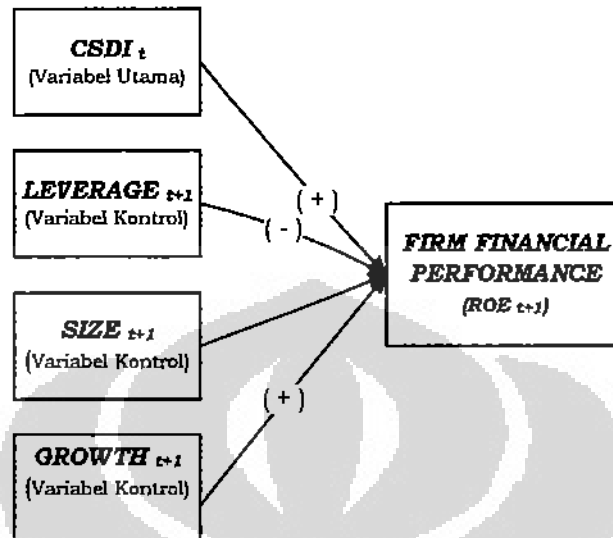 CSDI t
(Variabel Utama)
LEVERAGE t+1
(Variabel Kontrol)
SIZE t+1
(Variabel Kontrol)
GROWTH t+1
(Variabel Kontrol)
( + )
( - )
( + )
FIRM FINANCIAL
PERFORMANCE
(ROE t+1)